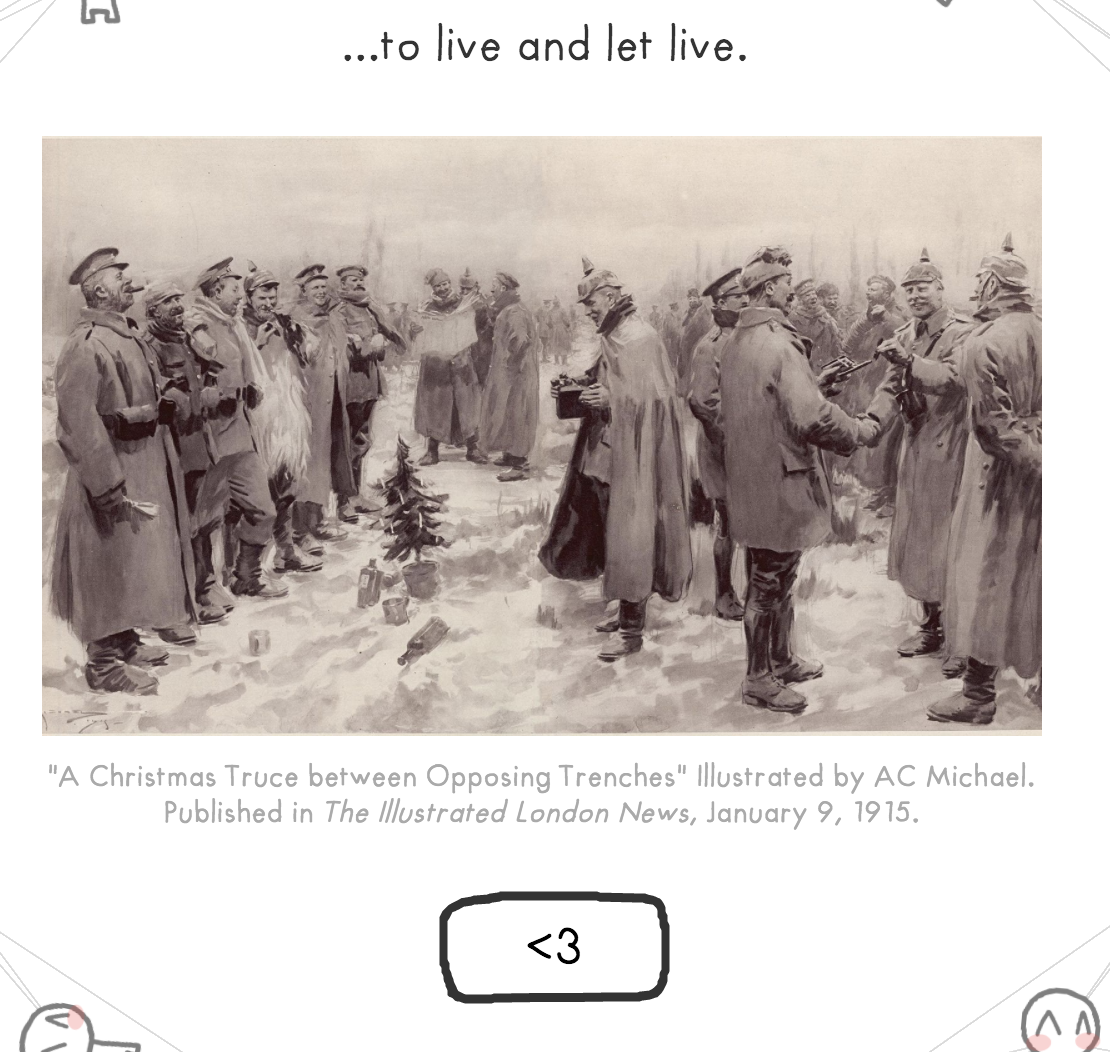 ...to live and let live.
"A Christmas Truce between Opposing Trenches" Illustrated by AC Michael.
Published in The Illustrated London News, January 9, 1915.
<3